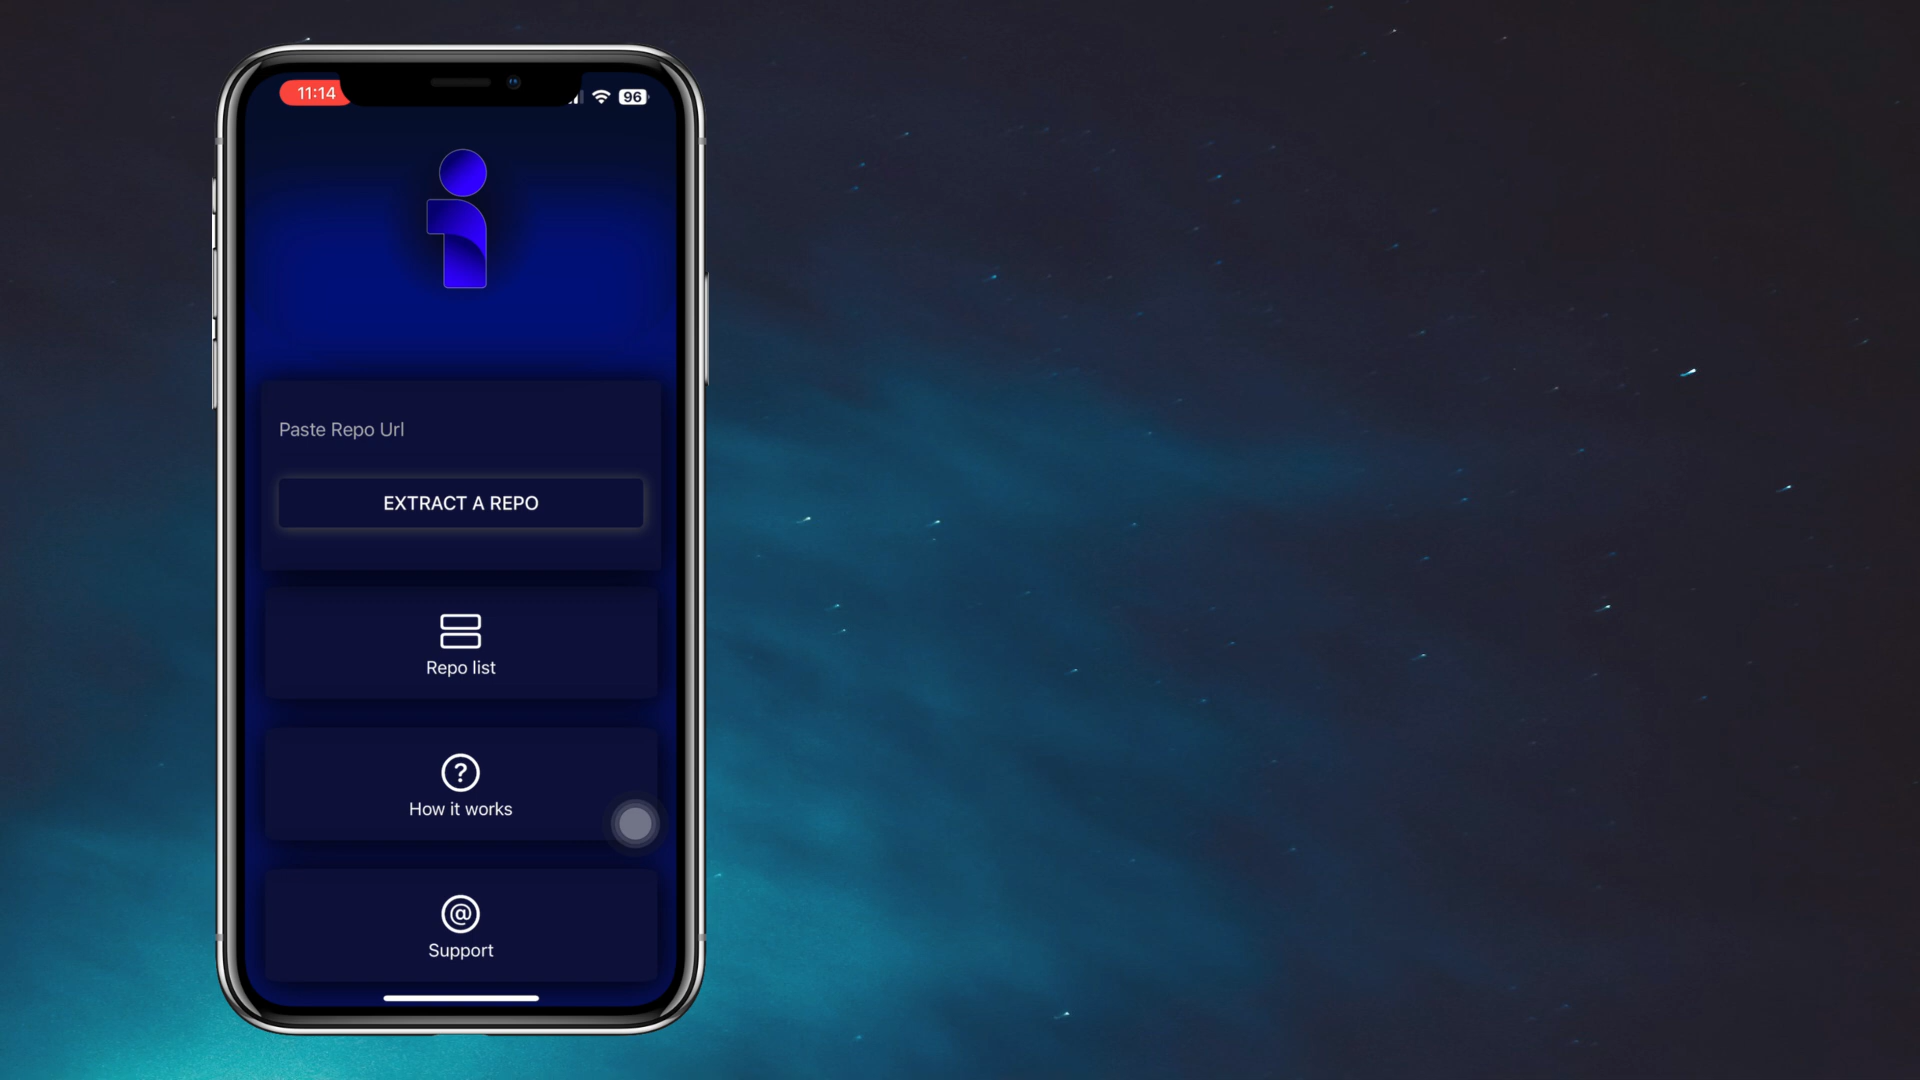 11:14
96
Paste Repo Url
EXTRACT A REPO
Repo list
?
How it works
@
Support